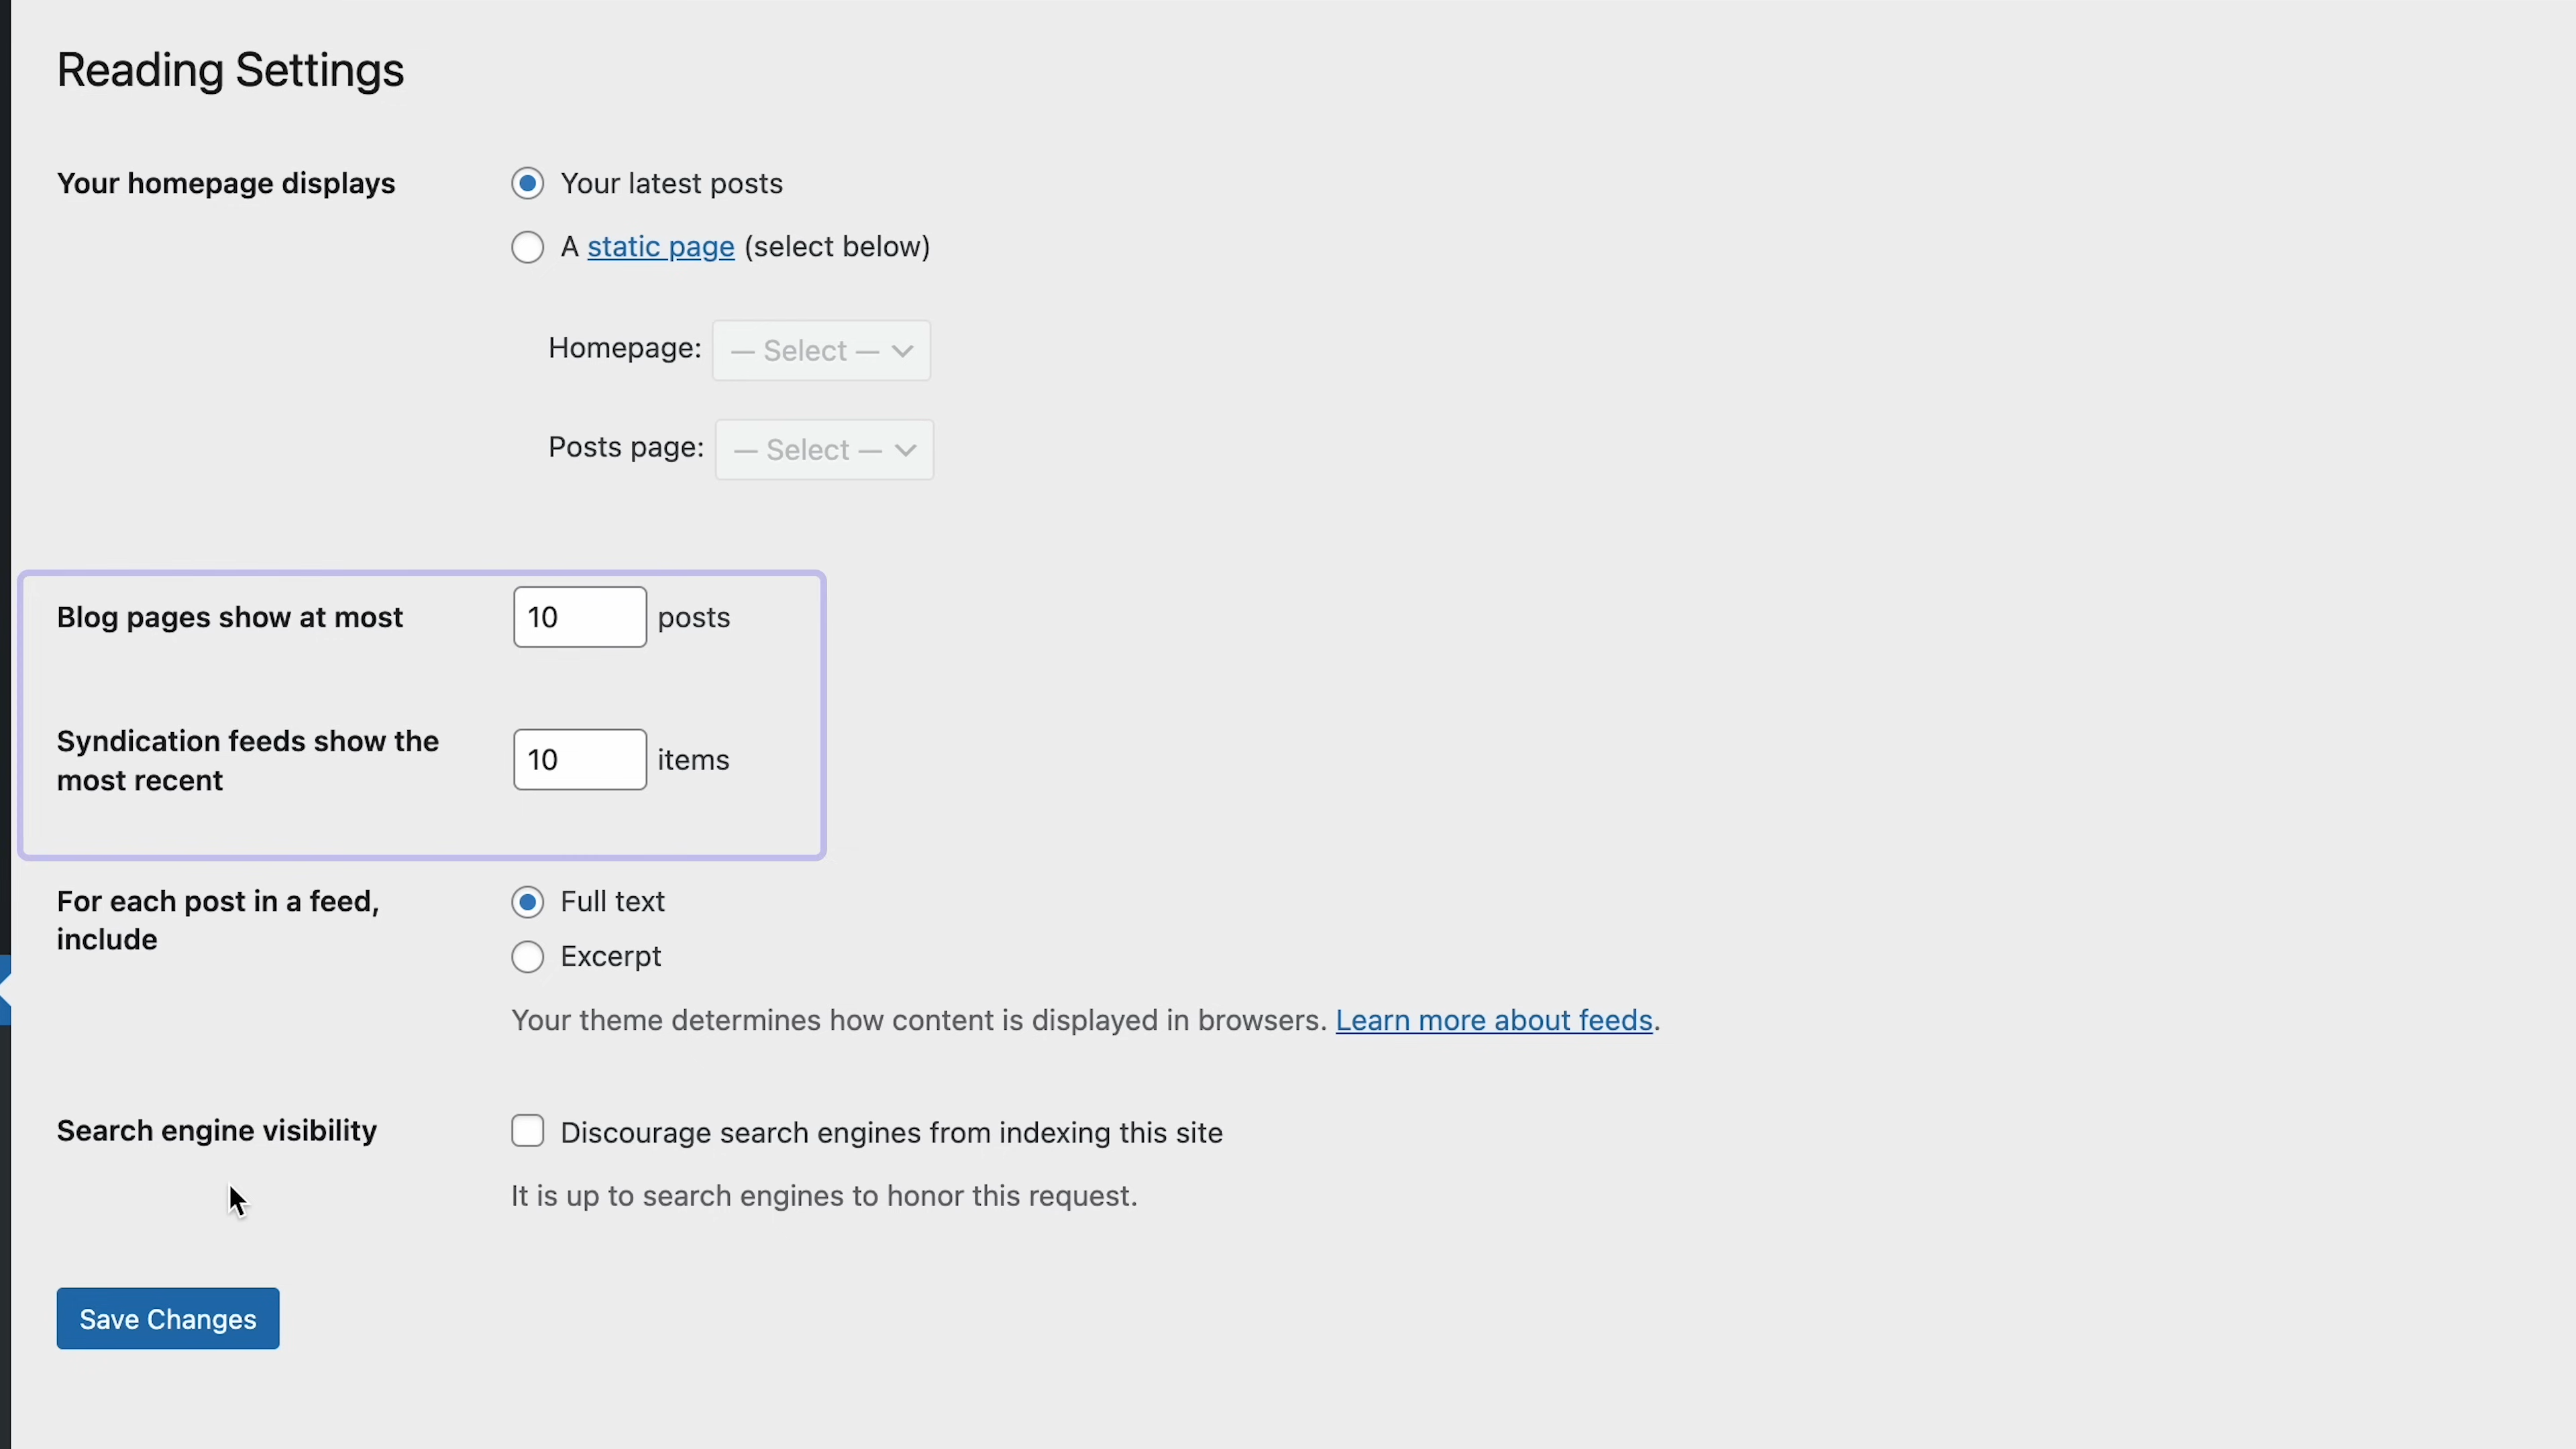 Reading Settings
Your homepage displays
Your latest posts
A static page (select below)
Homepage: — Select —
Posts page: — Select —
Blog pages show at most 10 posts
Syndication feeds show the
most recent
10 items
For each post in a feed,
include
Full text
Excerpt
Your theme determines how content is displayed in browsers. Learn more about feeds.
Search engine visibility
Discourage search engines from indexing this site
It is up to search engines to honor this request.
Save Changes